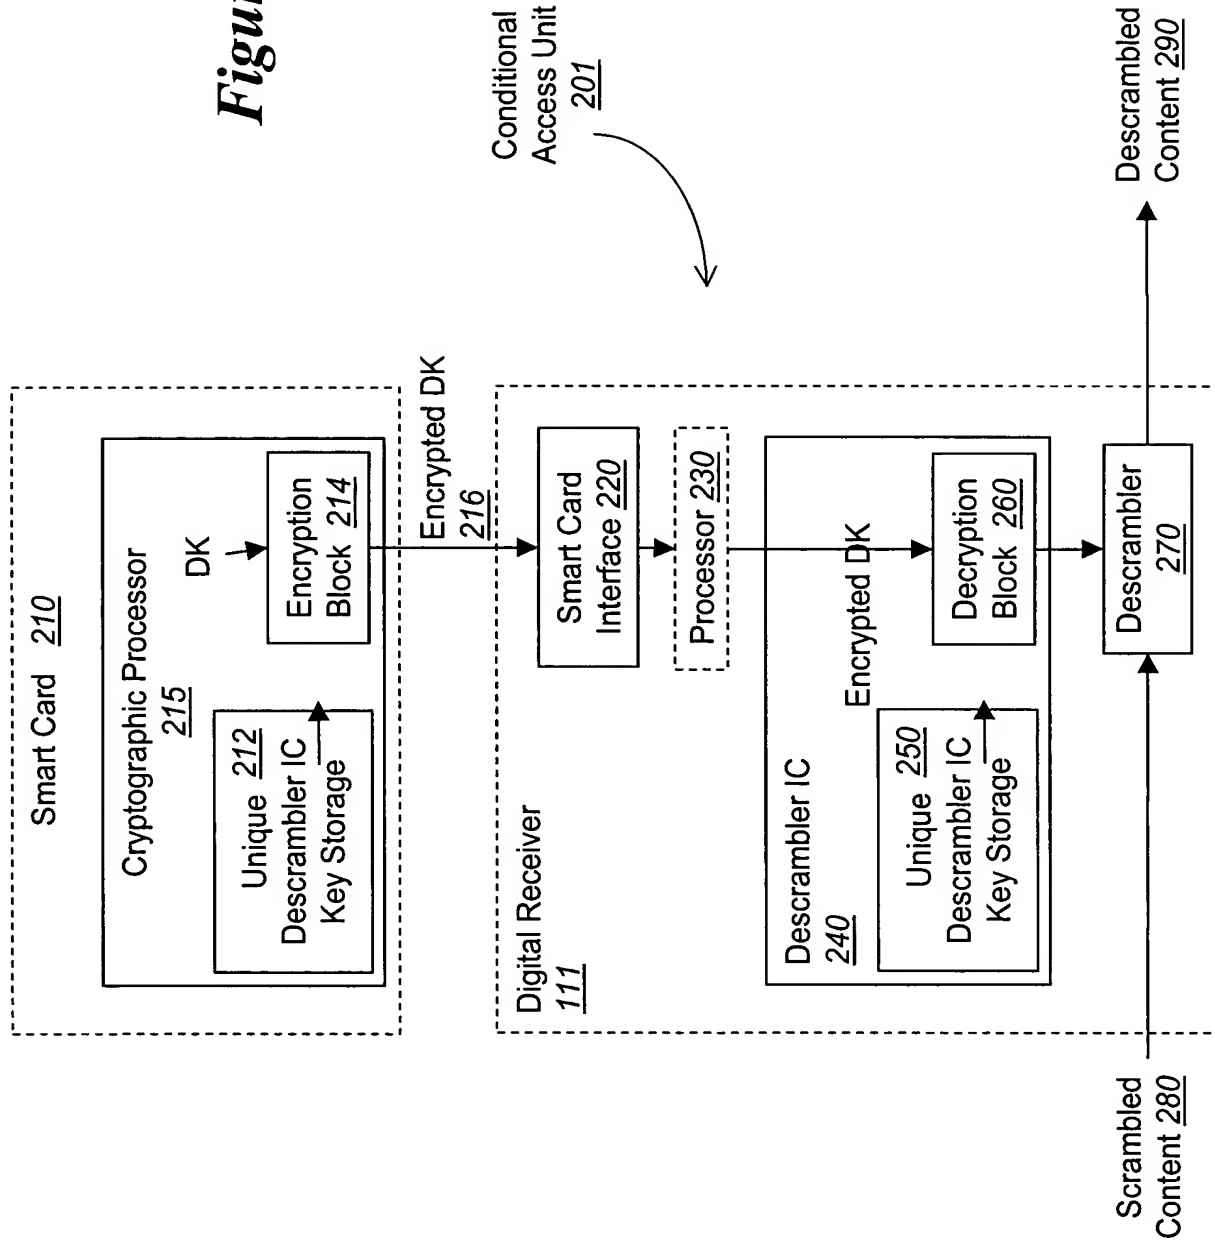 Smart Card 210
Cryptographic Processor
215
DK
Unique 212
Descrambler IC
Key Storage
Encryption
Block 214
Encrypted DK
216
Conditional
Access Unit
201
Digital Receiver
111
Smart Card
Interface 220
Processor 230
Descrambler IC
240
Encrypted DK
Unique 250
Descrambler IC
Key Storage
Decryption
Block 260
Scrambled
Content 280
Descrambler
270
Descrambled
Content 290